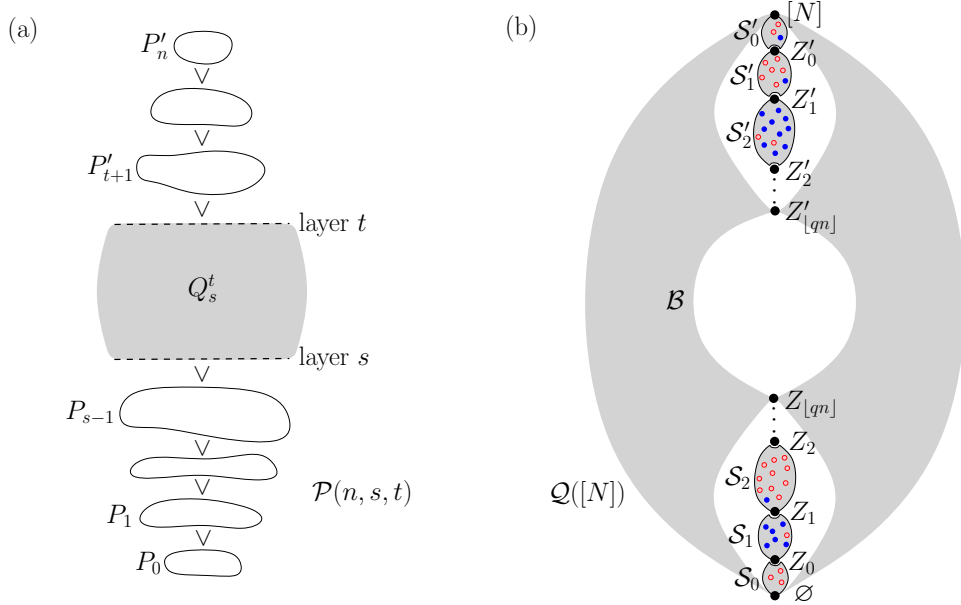 (a)
P'_n
∨
∨
P'_{t+1}
∨
layer t
Q_s^t
layer s
∨
P_{s−1}
∨
∨
P_1
∨
P_0
𝒫(n, s, t)
(b)
[N]
𝒮'_0
Z'_0
𝒮'_1
Z'_1
𝒮'_2
Z'_2
Z'_{⌊qn⌋}
ℬ
Z_{⌊qn⌋}
Z_2
𝒮_2
𝒬([N])
Z_1
𝒮_1
Z_0
𝒮_0
∅